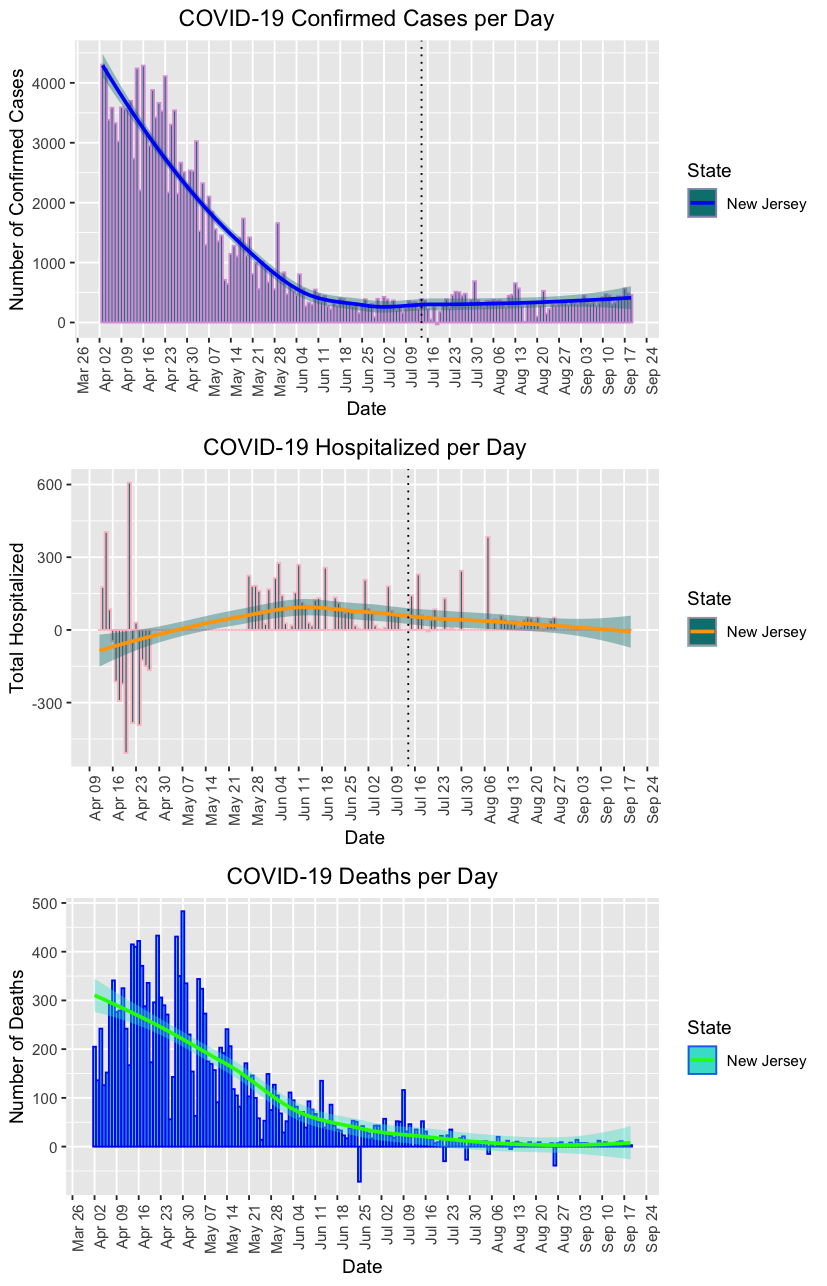 COVID-19 Confirmed Cases per Day
Number of Confirmed Cases
4000
3000
2000
1000
0
Mar 26
Apr 02
Apr 09
Apr 16
Apr 23
Apr 30
May 07
May 14
May 21
May 28
Jun 04
Jun 11
Jun 18
Jun 25
Jul 02
Jul 09
Jul 16
Jul 23
Jul 30
Aug 06
Aug 13
Aug 20
Aug 27
Sep 03
Sep 10
Sep 17
Sep 24
Date
State
New Jersey
COVID-19 Hospitalized per Day
Total Hospitalized
600
300
0
-300
Apr 09
Apr 16
Apr 23
Apr 30
May 07
May 14
May 21
May 28
Jun 04
Jun 11
Jun 18
Jun 25
Jul 02
Jul 09
Jul 16
Jul 23
Jul 30
Aug 06
Aug 13
Aug 20
Aug 27
Sep 03
Sep 10
Sep 17
Sep 24
Date
State
New Jersey
COVID-19 Deaths per Day
Number of Deaths
500
400
300
200
100
0
Mar 26
Apr 02
Apr 09
Apr 16
Apr 23
Apr 30
May 07
May 14
May 21
May 28
Jun 04
Jun 11
Jun 18
Jun 25
Jul 02
Jul 09
Jul 16
Jul 23
Jul 30
Aug 06
Aug 13
Aug 20
Aug 27
Sep 03
Sep 10
Sep 17
Sep 24
Date
State
New Jersey